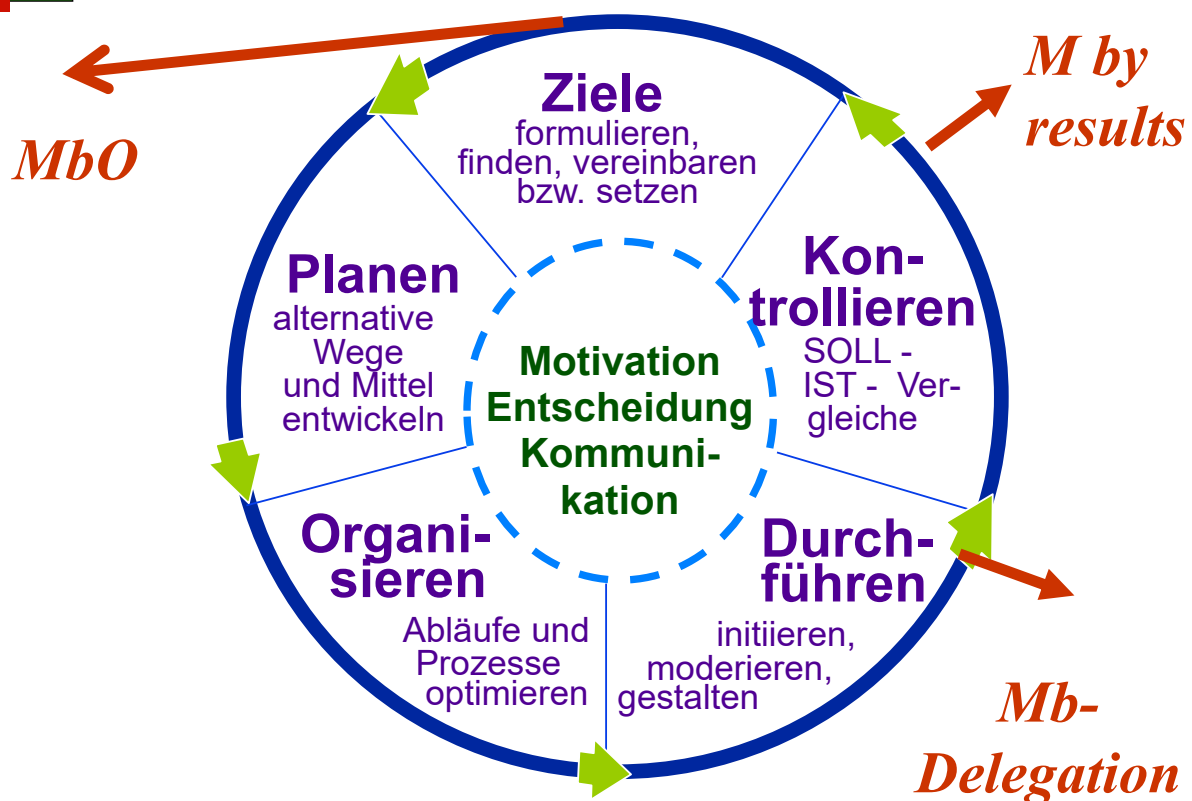 MbO
M by
results
Ziele
formulieren,
finden, vereinbaren
bzw. setzen
Planen
alternative
Wege
und Mittel
entwickeln
Organi-
sieren
Abläufe und
Prozesse
optimieren
Durch-
führen
initiieren,
moderieren,
gestalten
Kon-
trollieren
SOLL -
IST - Ver-
gleiche
Motivation
Entscheidung
Kommuni-
kation
Mb-
Delegation